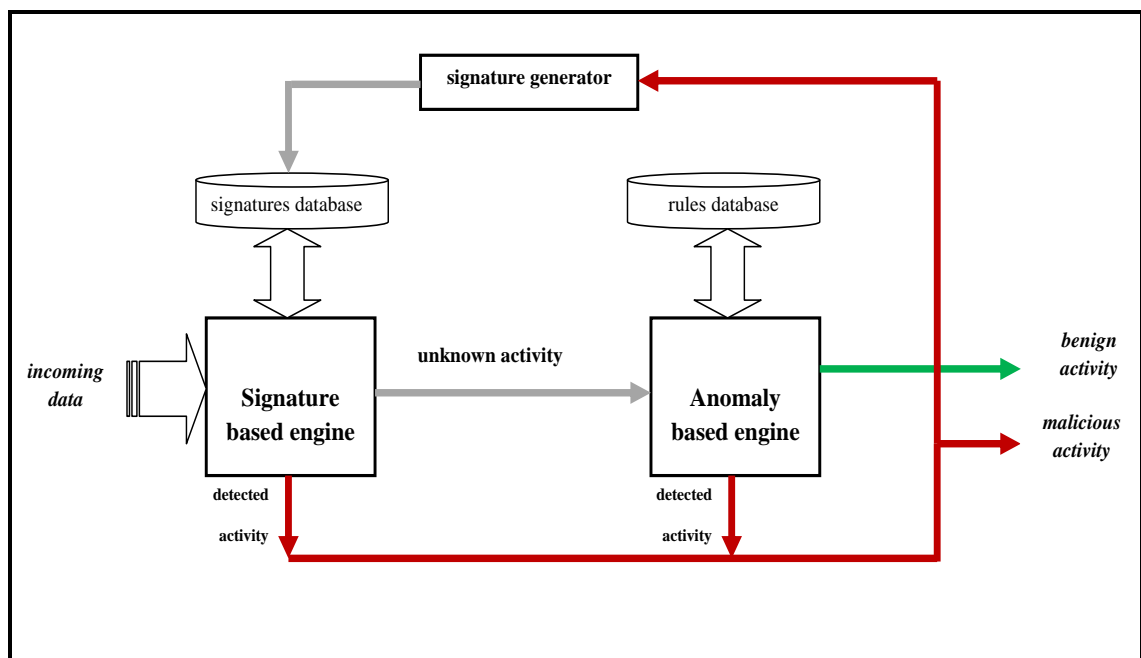 signature generator
signatures database
rules database
incoming
data
Signature
based engine
unknown activity
Anomaly
based engine
benign
activity
malicious
activity
detected
activity
detected
activity